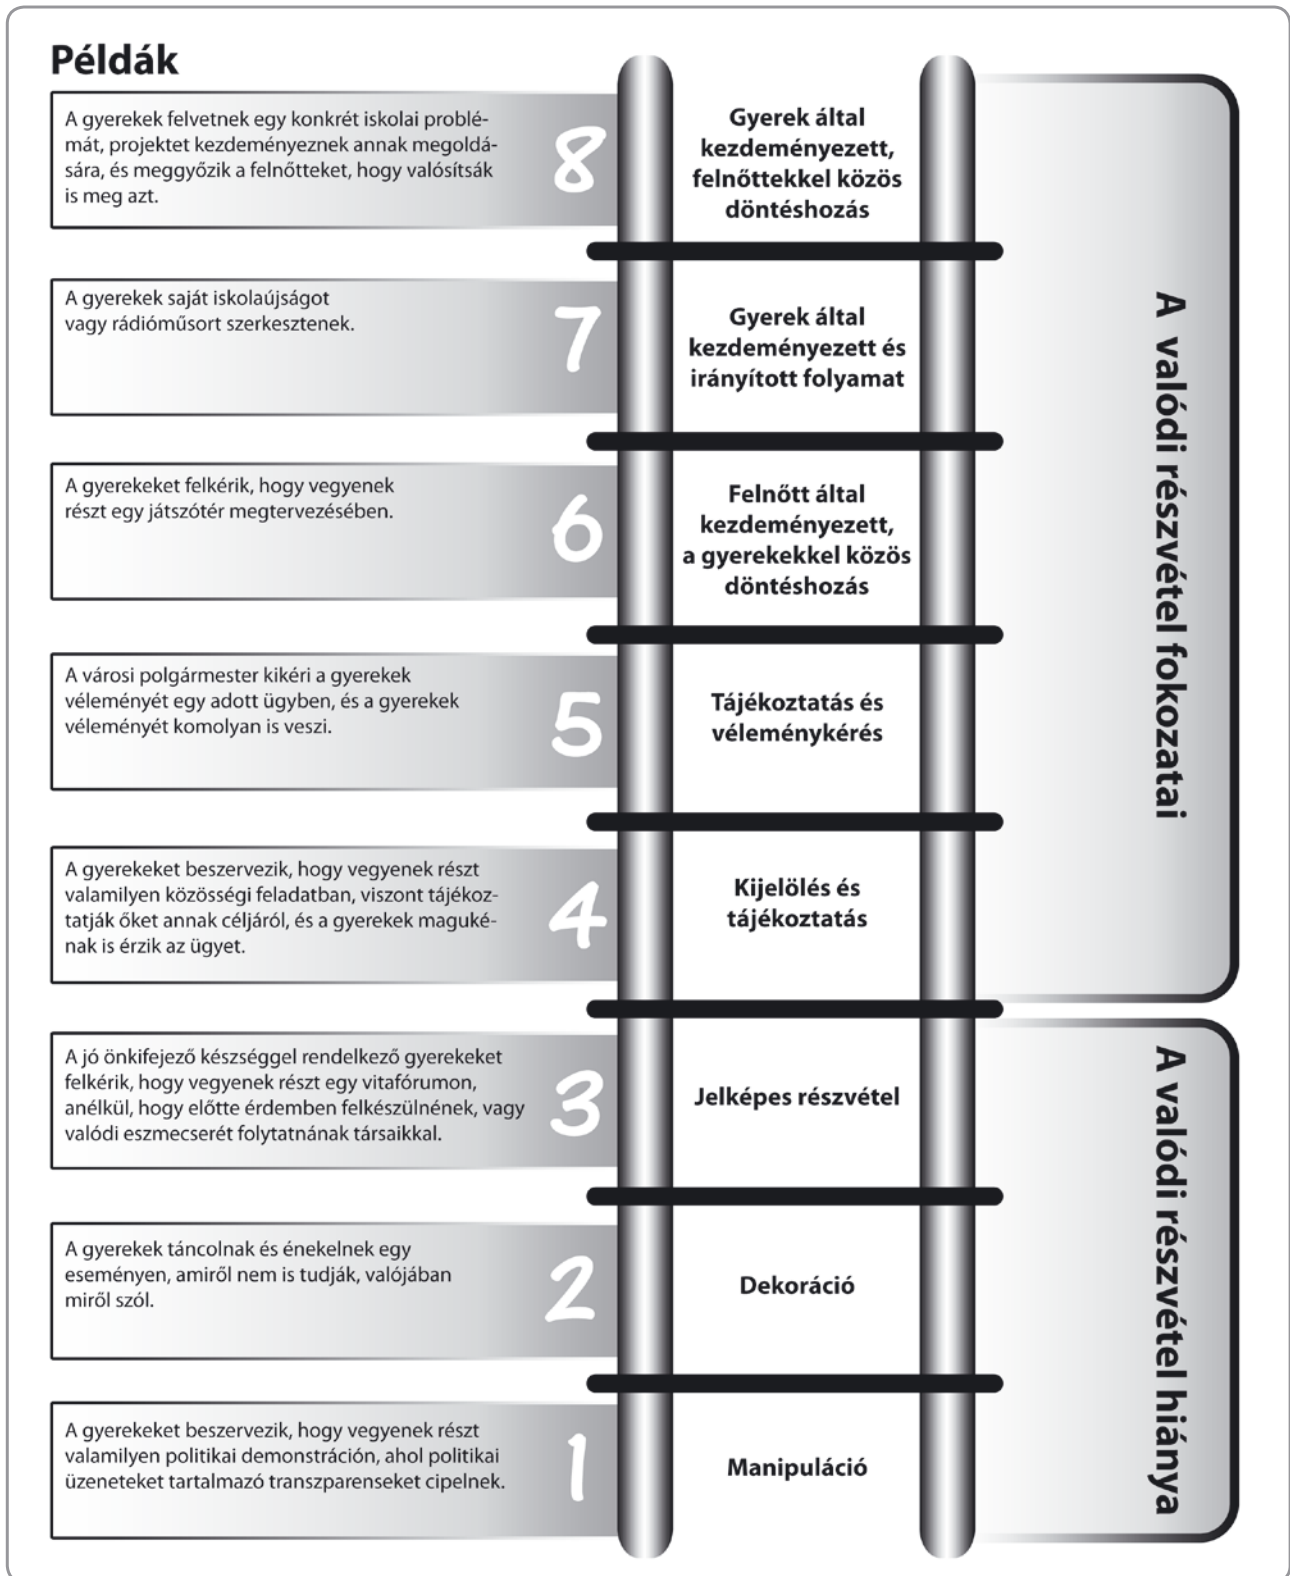 Példák
A gyerekek felvetnek egy konkrét iskolai problé-
mát, projektet kezdeményeznek annak megoldá-
sára, és meggyőzik a felnőtteket, hogy valósítsák
is meg azt.
8
Gyerek által
kezdeményezett,
felnőttekkel közös
döntéshozás
A gyerekek saját iskolaújságot
vagy rádióműsort szerkesztenek.
7
Gyerek által
kezdeményezett és
irányított folyamat
A gyerekeket felkérik, hogy vegyenek
részt egy játszótér megtervezésében.
6
Felnőtt által
kezdeményezett,
a gyerekekkel közös
döntéshozás
A városi polgármester kikéri a gyerekek
véleményét egy adott ügyben, és a gyerekek
véleményét komolyan is veszi.
5
Tájékoztatás és
véleménykérés
A gyerekeket beszervezik, hogy vegyenek részt
valamilyen közösségi feladatban, viszont tájékoz-
tatják őket annak céljáról, és a gyerekek maguké-
nak is érzik az ügyet.
4
Kijelölés és
tájékoztatás
A valódi részvétel fokozatai
A jó önkifejező készséggel rendelkező gyerekeket
felkérik, hogy vegyenek részt egy vitafórumon,
anélkül, hogy előtte érdemben felkészülnének, vagy
valódi eszmecserét folytatnának társaikkal.
3
Jelképes részvétel
A gyerekek táncolnak és énekelnek egy
eseményen, amiről nem is tudják, valójában
miről szól.
2
Dekoráció
A gyerekeket beszervezik, hogy vegyenek részt
valamilyen politikai demonstráción, ahol politikai
üzeneteket tartalmazó transzparenseket cipelnek.
1
Manipuláció
A valódi részvétel hiánya